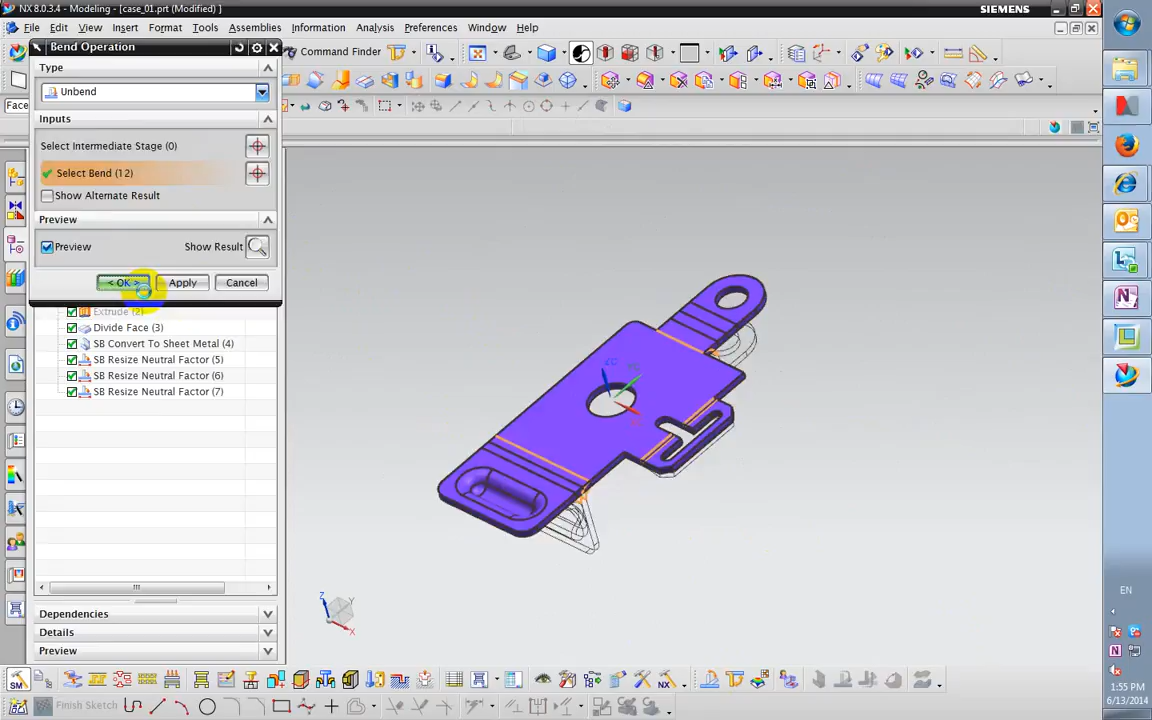 NX 8.0.3.4 - Modeling - [case_01.prt (Modified) ]
SIEMENS
File Edit View Insert Format Tools Assemblies Information Analysis Preferences Window Help
Bend Operation
Command Finder
Type
Unbend
Face
Inputs
Select Intermediate Stage (0)
Select Bend (12)
Show Alternate Result
Preview
Preview
Show Result
< OK >
Apply
Cancel
Extrude (2)
Divide Face (3)
SB Convert To Sheet Metal (4)
SB Resize Neutral Factor (5)
SB Resize Neutral Factor (6)
SB Resize Neutral Factor (7)
Dependencies
Details
Preview
Z
Y
X
EN
SM
NX
Finish Sketch
1:55 PM
6/13/2014